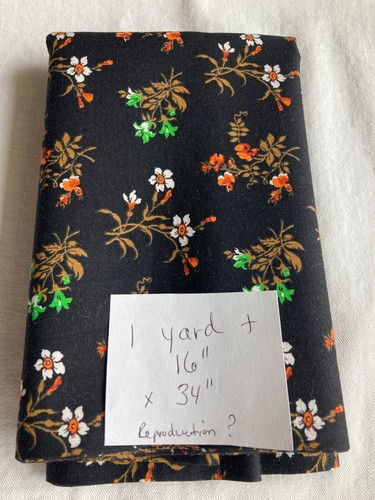 1 yard +
16"
x 34"
Reproduction ?